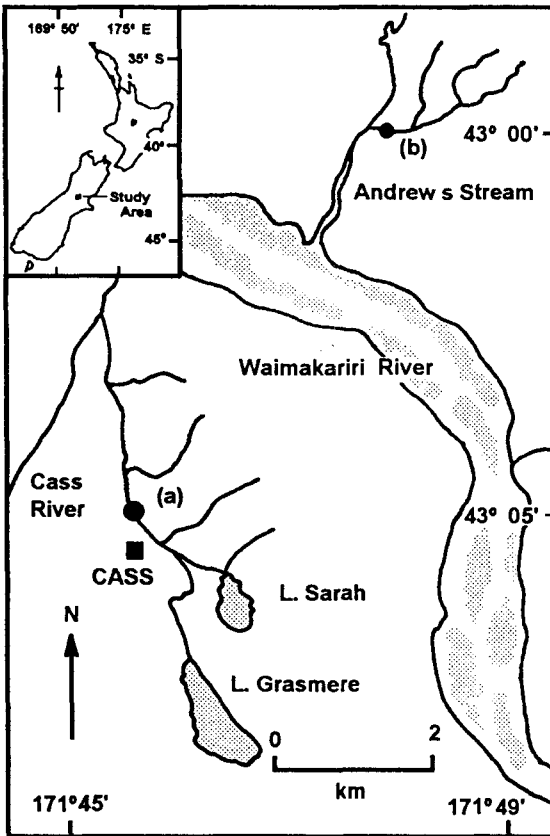 169° 50' 175° E
35° S
40°
Study
Area
45°
43° 00'
(b)
Andrew s Stream
Waimakariri River
Cass
River
(a)
43° 05'
CASS
L. Sarah
N
L. Grasmere
0 2
km
171° 45' 171° 49'